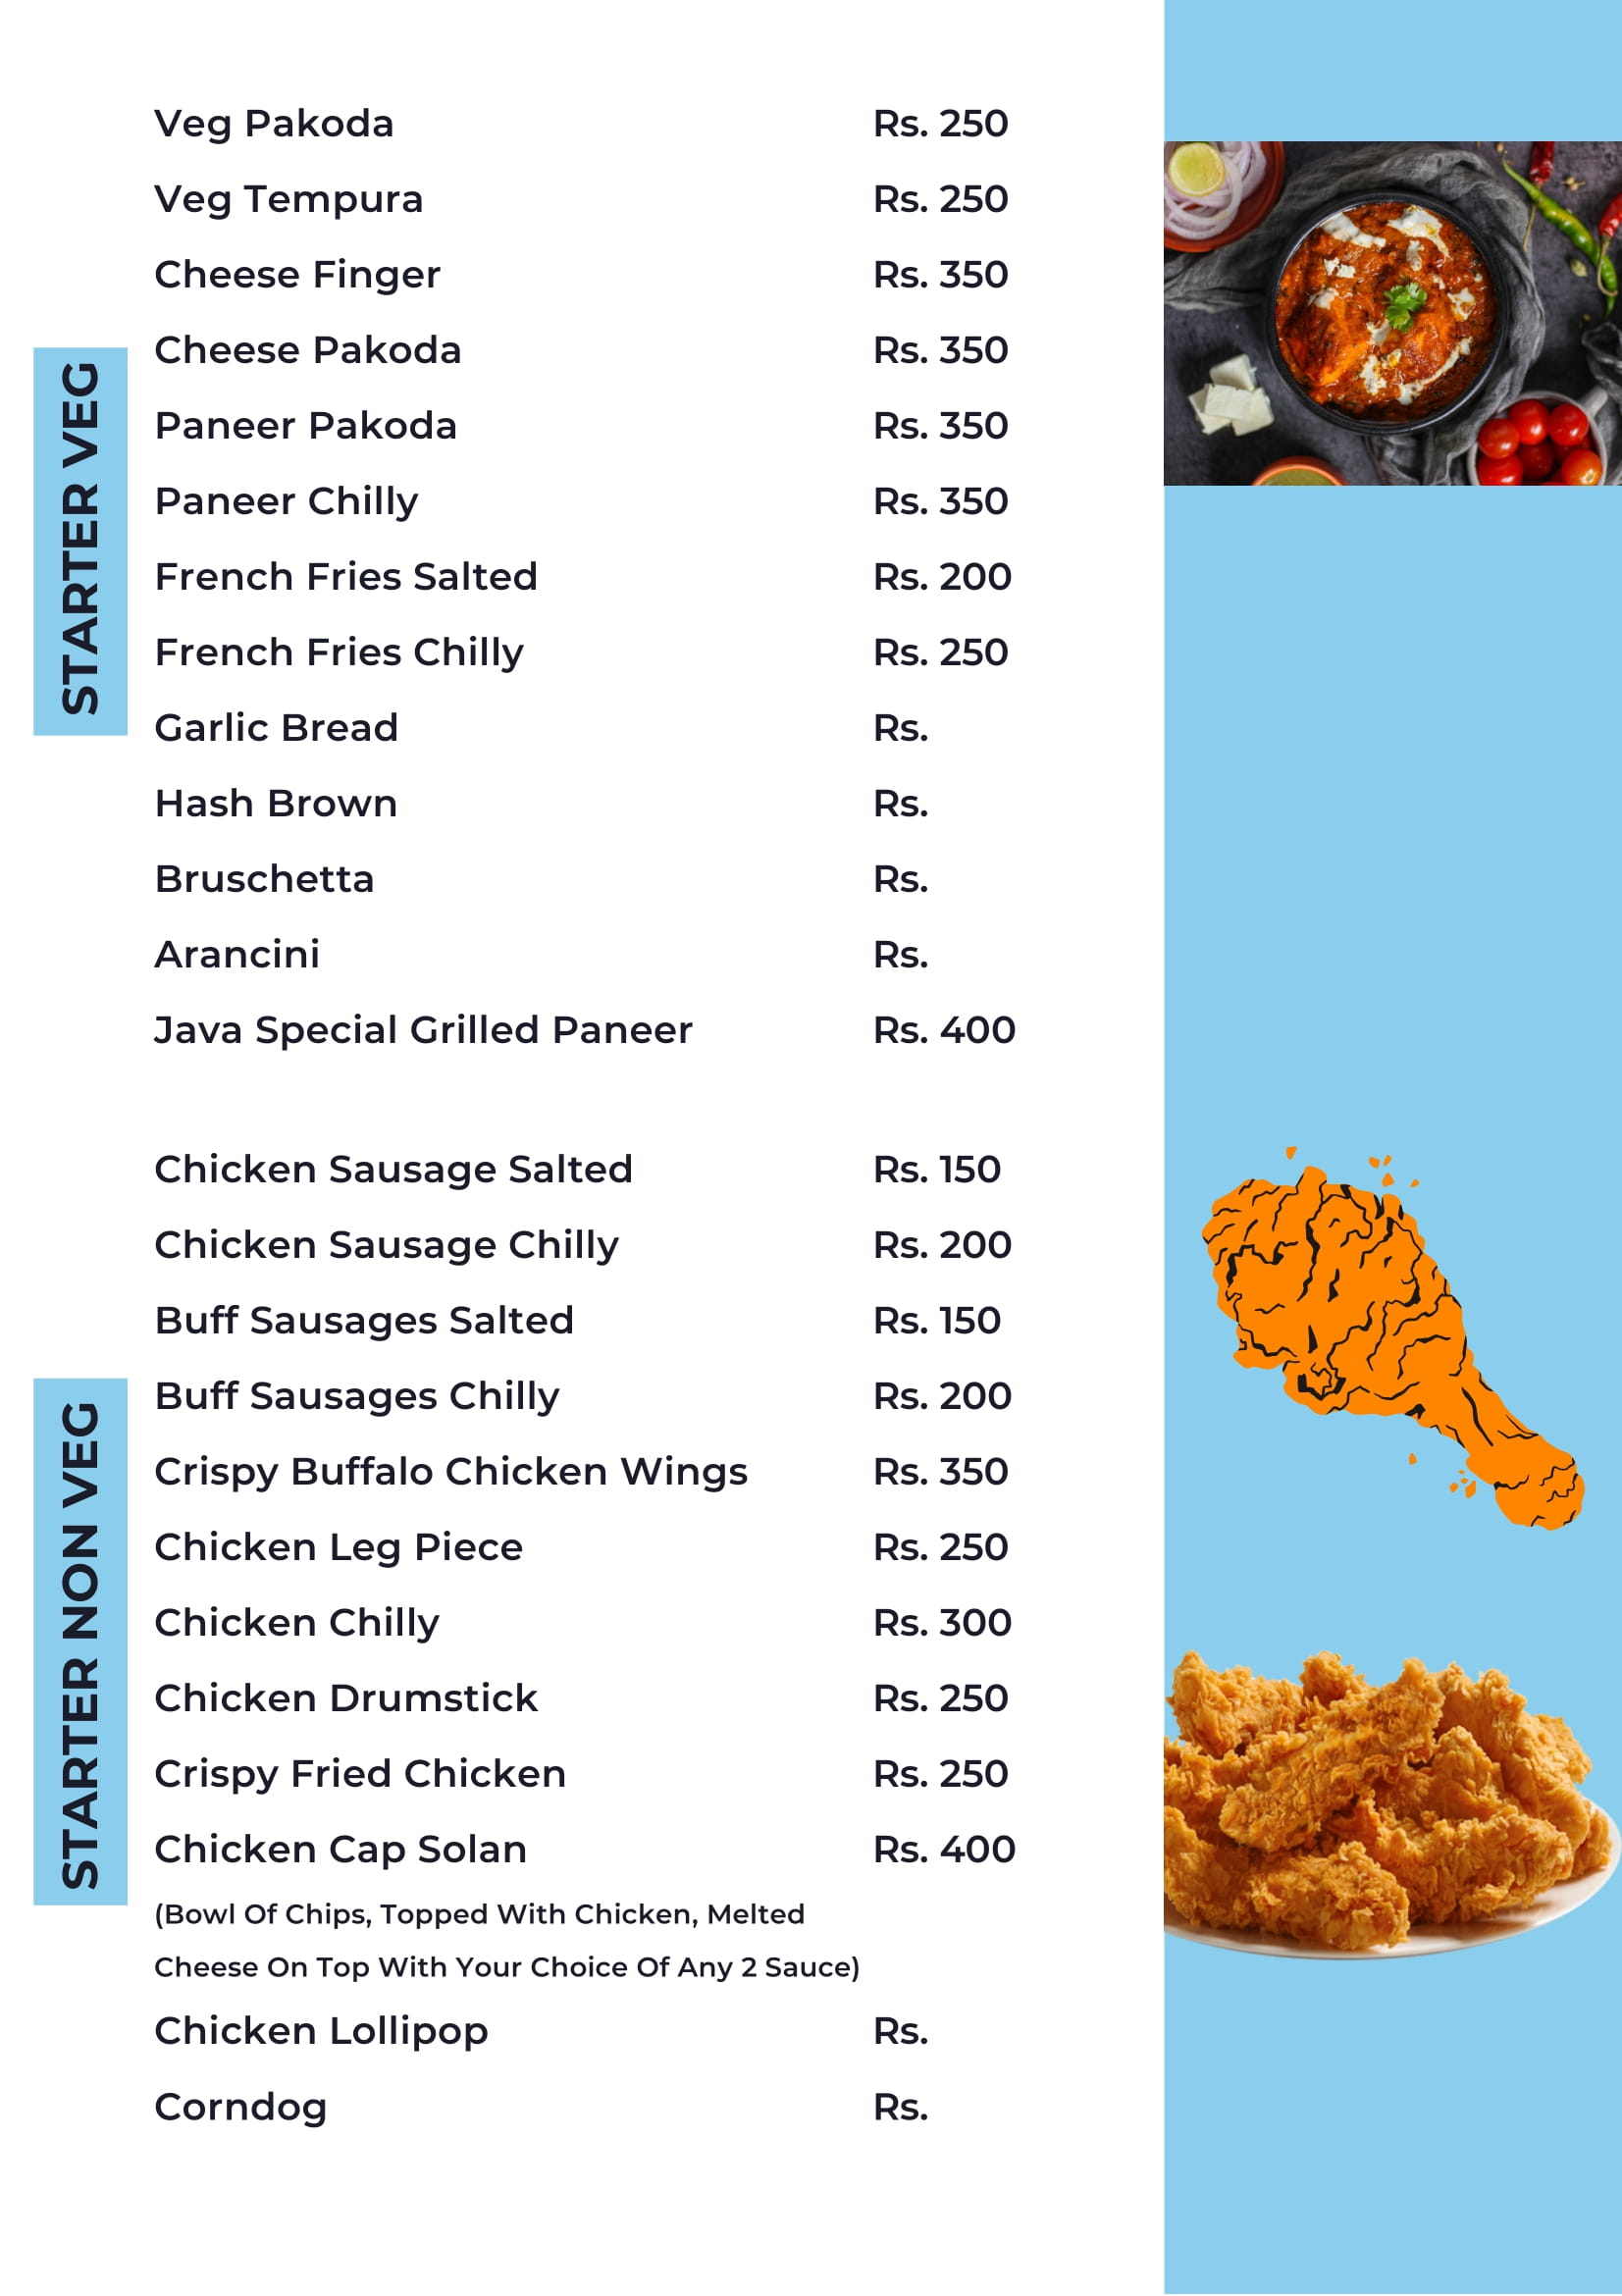 STARTER VEG
Veg Pakoda Rs. 250
Veg Tempura Rs. 250
Cheese Finger Rs. 350
Cheese Pakoda Rs. 350
Paneer Pakoda Rs. 350
Paneer Chilly Rs. 350
French Fries Salted Rs. 200
French Fries Chilly Rs. 250
Garlic Bread Rs.
Hash Brown Rs.
Bruschetta Rs.
Arancini Rs.
Java Special Grilled Paneer Rs. 400
STARTER NON VEG
Chicken Sausage Salted Rs. 150
Chicken Sausage Chilly Rs. 200
Buff Sausages Salted Rs. 150
Buff Sausages Chilly Rs. 200
Crispy Buffalo Chicken Wings Rs. 350
Chicken Leg Piece Rs. 250
Chicken Chilly Rs. 300
Chicken Drumstick Rs. 250
Crispy Fried Chicken Rs. 250
Chicken Cap Solan Rs. 400
(Bowl Of Chips, Topped With Chicken, Melted
Cheese On Top With Your Choice Of Any 2 Sauce)
Chicken Lollipop Rs.
Corndog Rs.